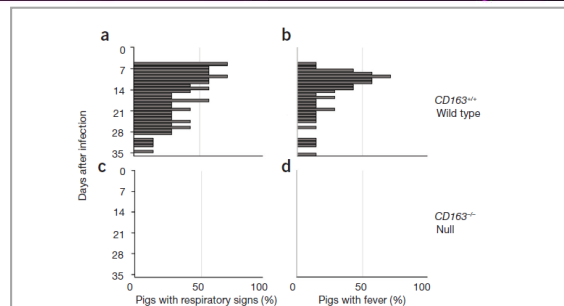 a
b
0
7
14
21
28
35
CD163+/+
Wild type
Days after infection
c
d
0
7
14
21
28
35
CD163–/–
Null
0 50 100
0 50 100
Pigs with respiratory signs (%)
Pigs with fever (%)